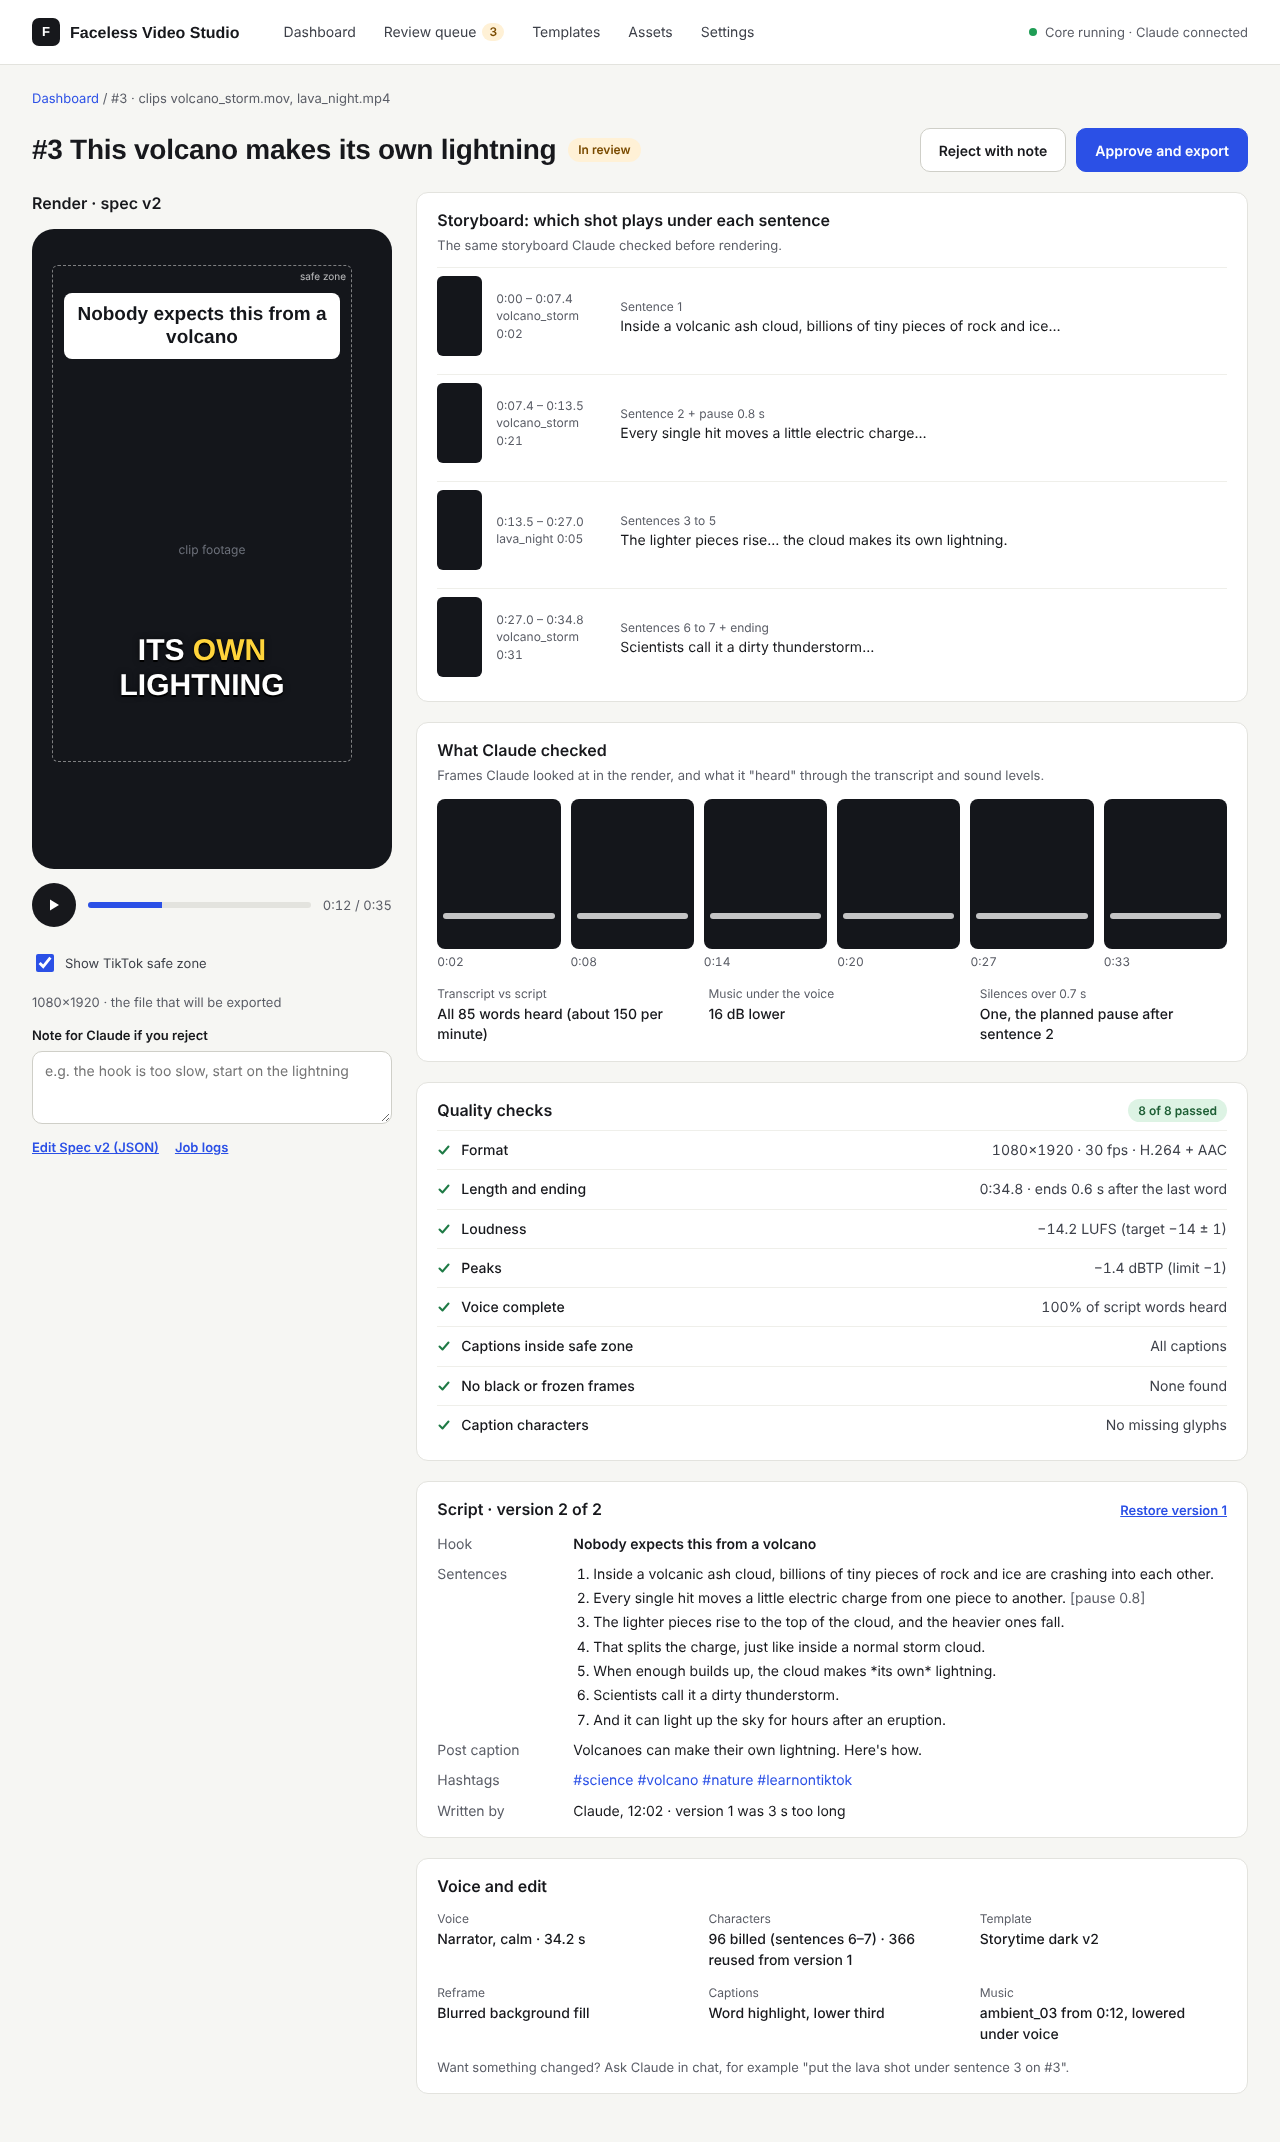 F Faceless Video Studio Dashboard Review queue 3 Templates Assets Settings Core running · Claude connected
Dashboard / #3 · clips volcano_storm.mov, lava_night.mp4
#3 This volcano makes its own lightning In review Reject with note Approve and export
Render · spec v2
safe zone
Nobody expects this from a
volcano
clip footage
ITS OWN
LIGHTNING
0:12 / 0:35
Show TikTok safe zone
1080×1920 · the file that will be exported
Note for Claude if you reject
e.g. the hook is too slow, start on the lightning
Edit Spec v2 (JSON) Job logs
Storyboard: which shot plays under each sentence
The same storyboard Claude checked before rendering.
0:00 – 0:07.4
volcano_storm
0:02
Sentence 1
Inside a volcanic ash cloud, billions of tiny pieces of rock and ice…
0:07.4 – 0:13.5
volcano_storm
0:21
Sentence 2 + pause 0.8 s
Every single hit moves a little electric charge…
0:13.5 – 0:27.0
lava_night 0:05
Sentences 3 to 5
The lighter pieces rise… the cloud makes its own lightning.
0:27.0 – 0:34.8
volcano_storm
0:31
Sentences 6 to 7 + ending
Scientists call it a dirty thunderstorm…
What Claude checked
Frames Claude looked at in the render, and what it "heard" through the transcript and sound levels.
0:02 0:08 0:14 0:20 0:27 0:33
Transcript vs script
All 85 words heard (about 150 per
minute)
Music under the voice
16 dB lower
Silences over 0.7 s
One, the planned pause after
sentence 2
Quality checks 8 of 8 passed
Format 1080×1920 · 30 fps · H.264 + AAC
Length and ending 0:34.8 · ends 0.6 s after the last word
Loudness −14.2 LUFS (target −14 ± 1)
Peaks −1.4 dBTP (limit −1)
Voice complete 100% of script words heard
Captions inside safe zone All captions
No black or frozen frames None found
Caption characters No missing glyphs
Script · version 2 of 2 Restore version 1
Hook Nobody expects this from a volcano
Sentences 1. Inside a volcanic ash cloud, billions of tiny pieces of rock and ice are crashing into each other.
2. Every single hit moves a little electric charge from one piece to another. [pause 0.8]
3. The lighter pieces rise to the top of the cloud, and the heavier ones fall.
4. That splits the charge, just like inside a normal storm cloud.
5. When enough builds up, the cloud makes *its own* lightning.
6. Scientists call it a dirty thunderstorm.
7. And it can light up the sky for hours after an eruption.
Post caption Volcanoes can make their own lightning. Here's how.
Hashtags #science #volcano #nature #learnontiktok
Written by Claude, 12:02 · version 1 was 3 s too long
Voice and edit
Voice
Narrator, calm · 34.2 s
Characters
96 billed (sentences 6–7) · 366
reused from version 1
Template
Storytime dark v2
Reframe
Blurred background fill
Captions
Word highlight, lower third
Music
ambient_03 from 0:12, lowered
under voice
Want something changed? Ask Claude in chat, for example "put the lava shot under sentence 3 on #3".